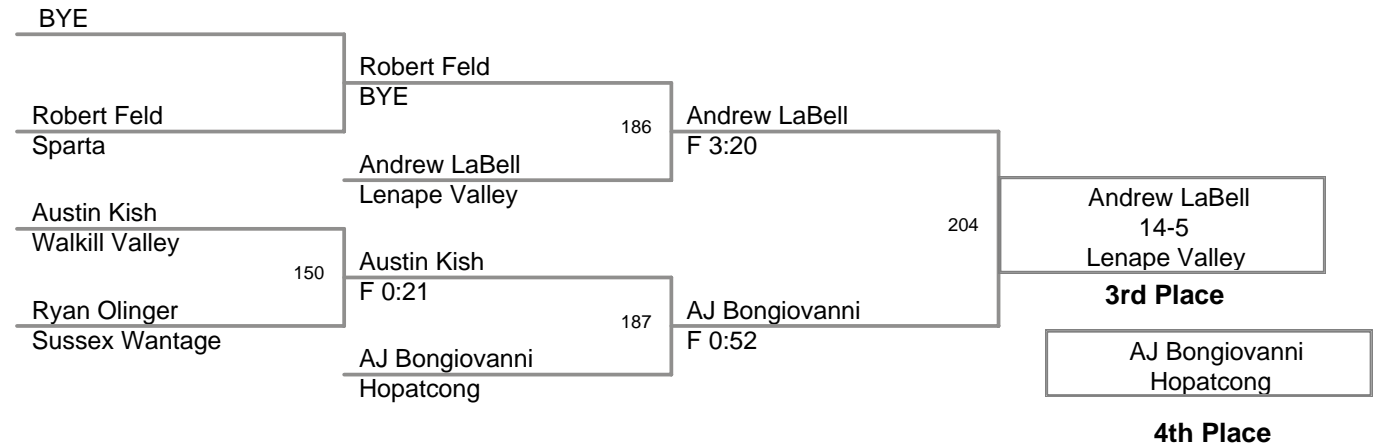 BYE
Robert Feld
Sparta
Austin Kish
Walkill Valley
150
Ryan Olinger
Sussex Wantage
Robert Feld
BYE
186
Andrew LaBell
Lenape Valley
Austin Kish
F 0:21
187
AJ Bongiovanni
Hopatcong
Andrew LaBell
F 3:20
204
AJ Bongiovanni
F 0:52
Andrew LaBell
14-5
Lenape Valley
3rd Place
AJ Bongiovanni
Hopatcong
4th Place